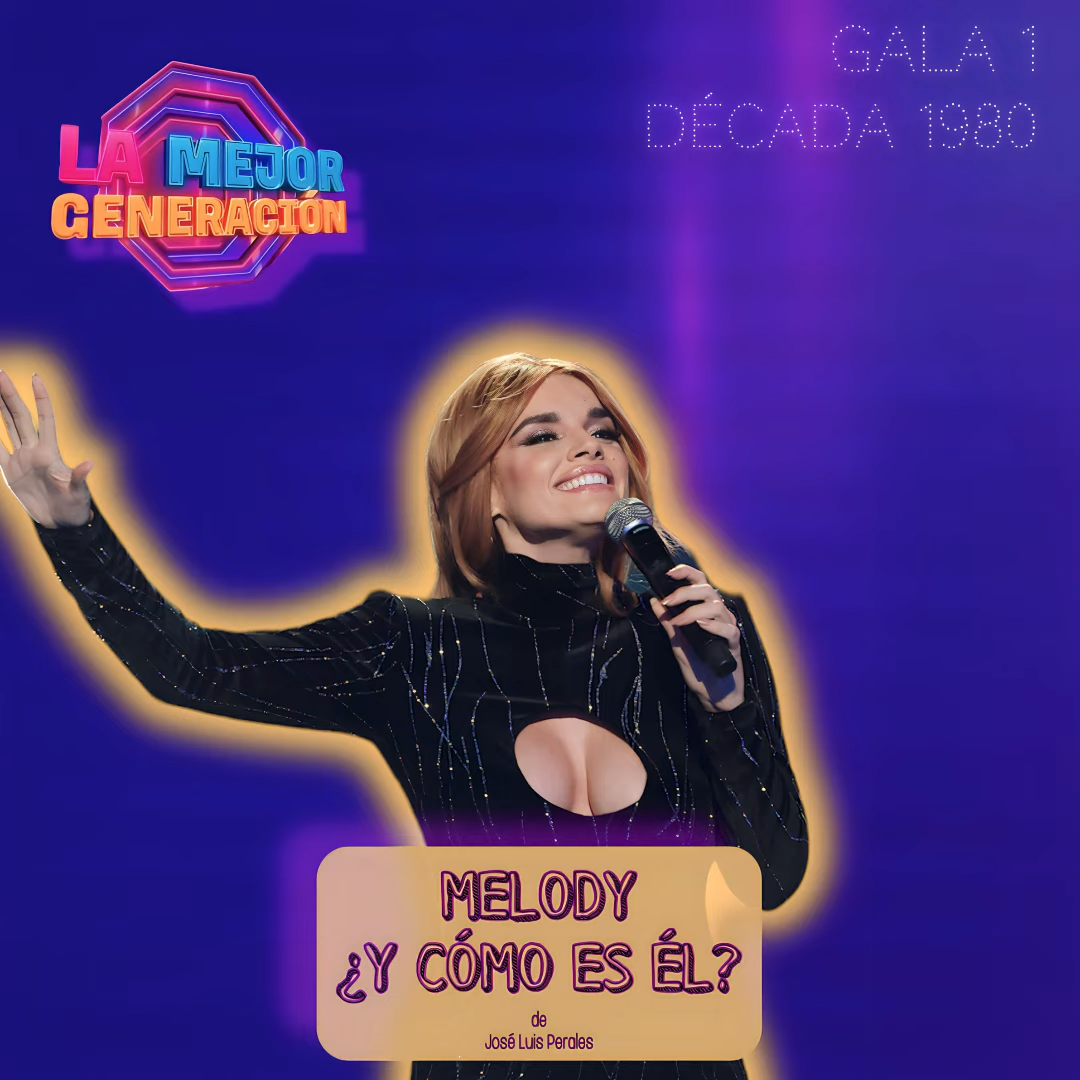 GALA 1
DÉCADA 1980
LA MEJOR
GENERACIÓN
MELODY
¿Y CÓMO ES ÉL?
de
José Luis Perales